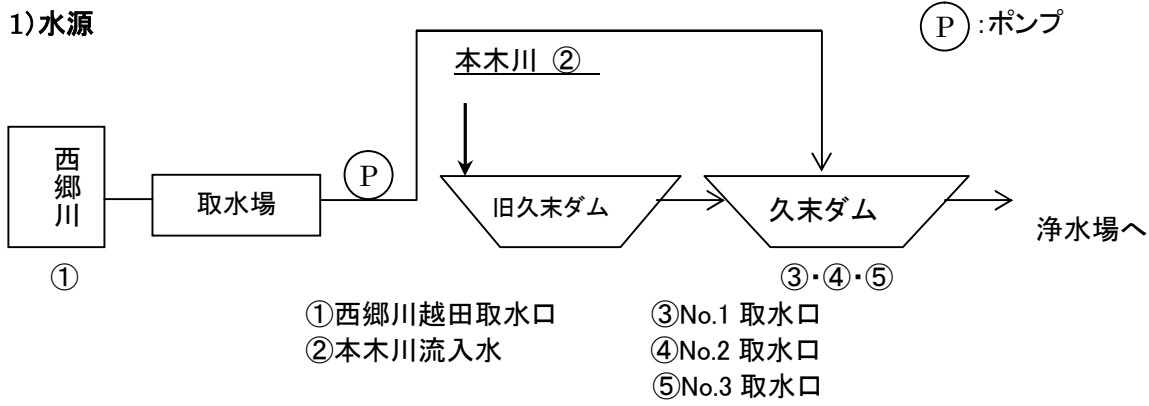 1)水源
P :ポンプ
本木川 ②
西郷川
取水場
P
旧久末ダム
久末ダム
浄水場へ
①
③・④・⑤
①西郷川越田取水口
②本木川流入水
③No.1 取水口
④No.2 取水口
⑤No.3 取水口